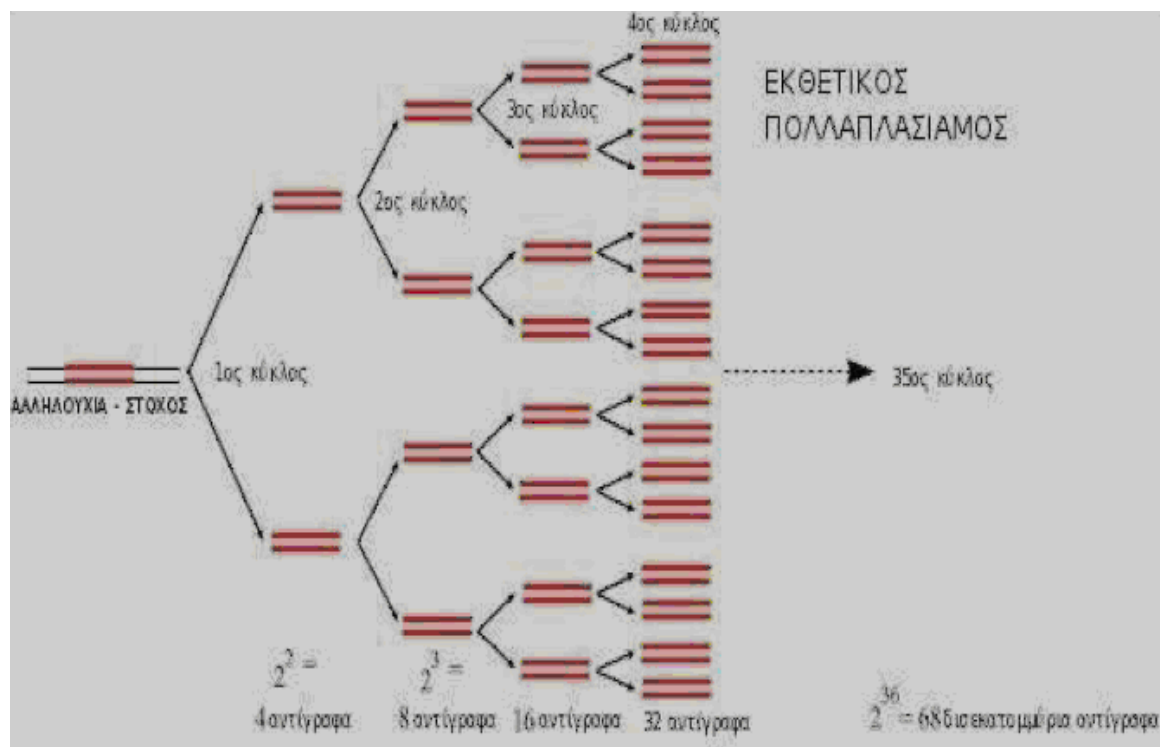 4ος κύκλος
ΕΚΘΕΤΙΚΟΣ
ΠΟΛΛΑΠΛΑΣΙΑΜΟΣ
3ος κύκλος
2ος κύκλος
1ος κύκλος
ΑΛΛΗΛΟΥΧΙΑ - ΣΤΟΧΟΣ
35ος κύκλος
2² =
2³ =
4 αντίγραφα
8 αντίγραφα
16 αντίγραφα
32 αντίγραφα
2³⁶ = 68 δισεκατομμύρια αντίγραφα